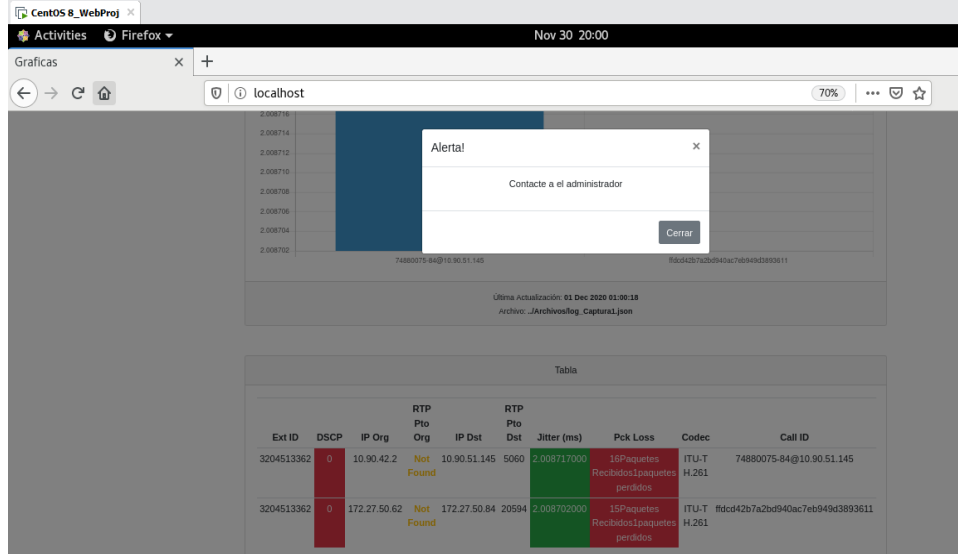 CentOS 8_WebProj
Activities Firefox Nov 30 20:00
Graficas
localhost 70%
2.008716
2.008714
2.008712
2.008710
2.008708
2.008706
2.008704
2.008702
74880075-84@10.90.51.145 ffdcd42b7a2bd940ac7eb949d3893611
Alerta!
Contacte a el administrador
Cerrar
Última Actualización: 01 Dec 2020 01:00:18
Archivo: ../Archivos/log_Captura1.json
Tabla
Ext ID DSCP IP Org RTP Pto Org IP Dst RTP Pto Dst Jitter (ms) Pck Loss Codec Call ID
3204513362 0 10.90.42.2 Not Found 10.90.51.145 5060 2.008717000 16Paquetes Recibidos1paquetes perdidos ITU-T H.261 74880075-84@10.90.51.145
3204513362 0 172.27.50.62 Not Found 172.27.50.84 20594 2.008702000 15Paquetes Recibidos1paquetes perdidos ITU-T H.261 ffdcd42b7a2bd940ac7eb949d3893611